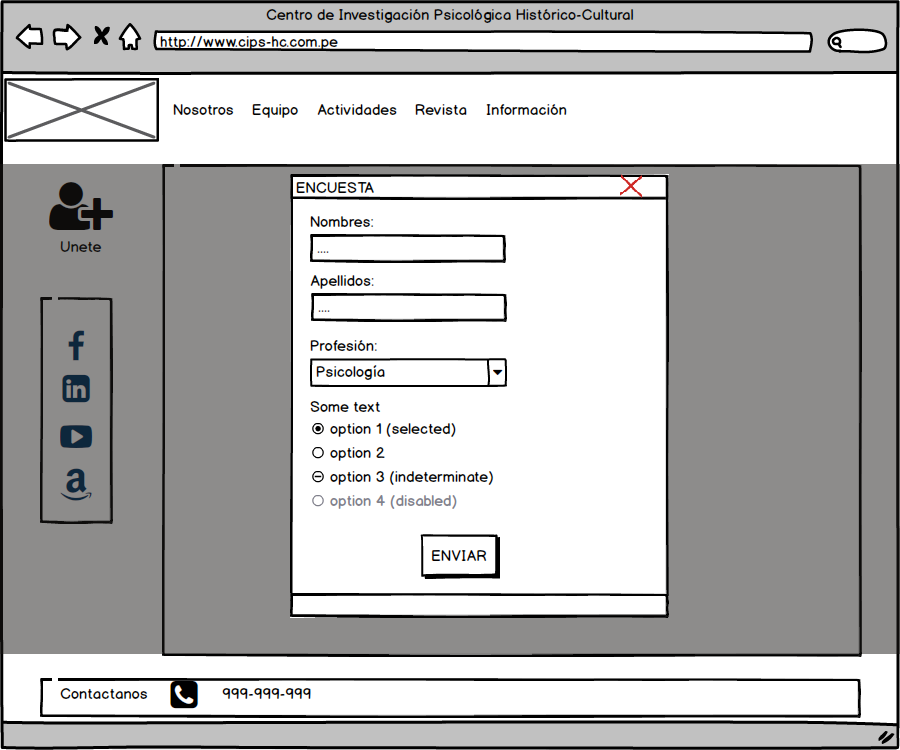 Centro de Investigación Psicológica Histórico-Cultural
http://www.cips-hc.com.pe
Nosotros Equipo Actividades Revista Información
ENCUESTA
Unete
Nombres:
....
Apellidos:
....
Profesión:
Psicología
Some text
option 1 (selected)
option 2
option 3 (indeterminate)
option 4 (disabled)
ENVIAR
Contactanos 999-999-999